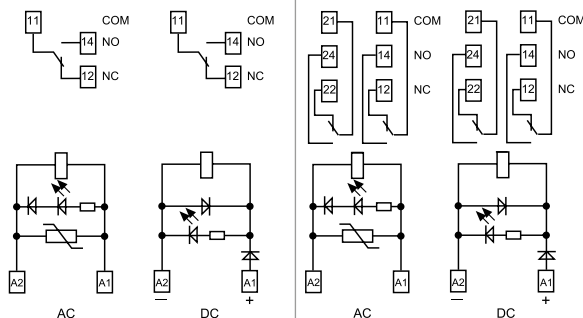 11 COM 11 COM 21 11 COM 21 11 COM
14 NO 14 NO 24 14 NO 24 14 NO
12 NC 12 NC 22 12 NC 22 12 NC
A2 A1 A2 A1 A2 A1 A2 A1
— + — +
AC DC AC DC